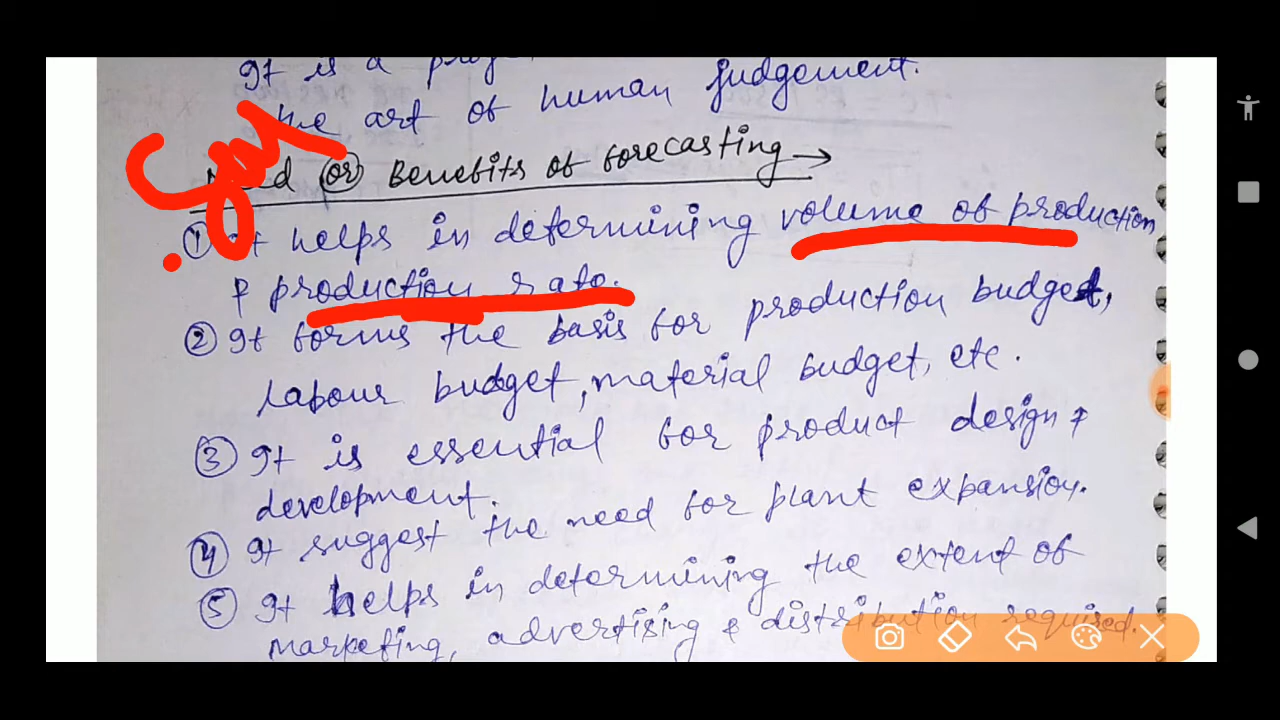 It is a
the art of human judgement.
Need (or) Benefits of forecasting →
① It helps in determining volume of production
& production rate.
② It forms the basis for production budget,
labour budget, material budget, etc.
③ It is essential for product design &
development.
④ It suggest the need for plant expansion.
⑤ It helps in determining the extent of
marketing, advertising & distribution required.